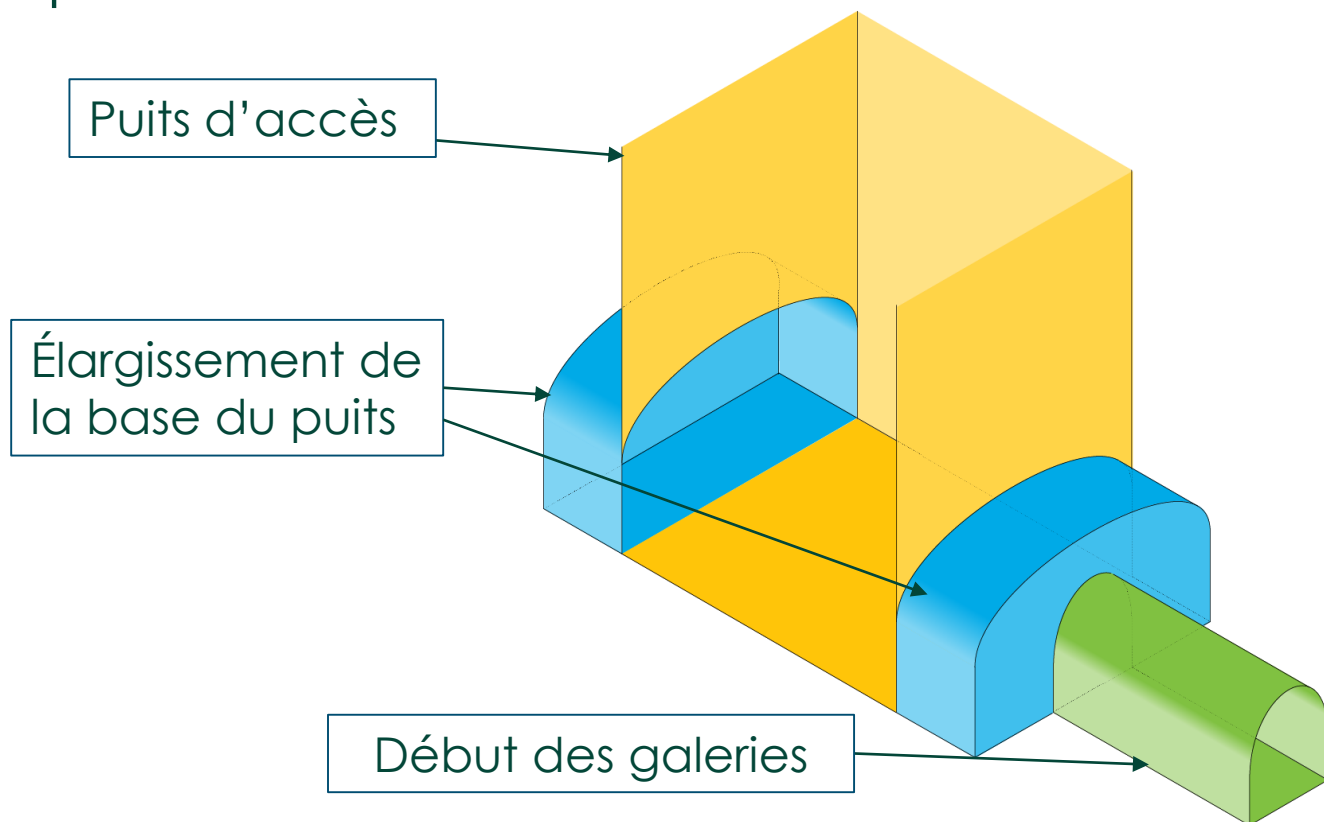 Puits d’accès
Élargissement de
la base du puits
Début des galeries